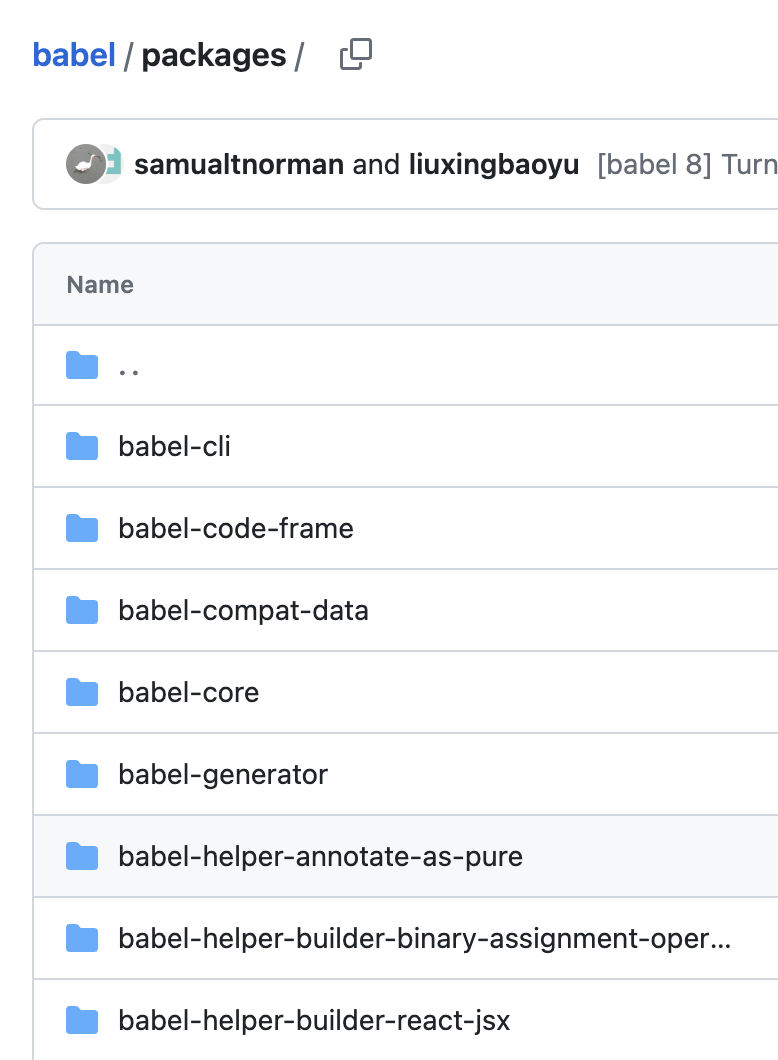 babel / packages /
samualtnorman and liuxingbaoyu [babel 8] Turn
Name
..
babel-cli
babel-code-frame
babel-compat-data
babel-core
babel-generator
babel-helper-annotate-as-pure
babel-helper-builder-binary-assignment-oper...
babel-helper-builder-react-jsx